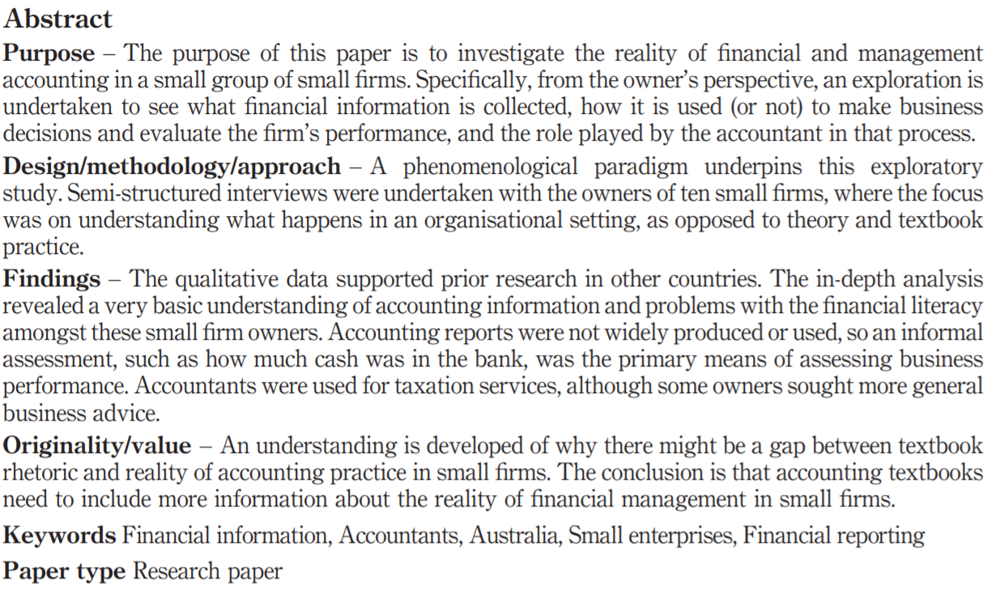 Abstract
Purpose – The purpose of this paper is to investigate the reality of financial and management
accounting in a small group of small firms. Specifically, from the owner's perspective, an exploration is
undertaken to see what financial information is collected, how it is used (or not) to make business
decisions and evaluate the firm's performance, and the role played by the accountant in that process.
Design/methodology/approach – A phenomenological paradigm underpins this exploratory
study. Semi-structured interviews were undertaken with the owners of ten small firms, where the focus
was on understanding what happens in an organisational setting, as opposed to theory and textbook
practice.
Findings – The qualitative data supported prior research in other countries. The in-depth analysis
revealed a very basic understanding of accounting information and problems with the financial literacy
amongst these small firm owners. Accounting reports were not widely produced or used, so an informal
assessment, such as how much cash was in the bank, was the primary means of assessing business
performance. Accountants were used for taxation services, although some owners sought more general
business advice.
Originality/value – An understanding is developed of why there might be a gap between textbook
rhetoric and reality of accounting practice in small firms. The conclusion is that accounting textbooks
need to include more information about the reality of financial management in small firms.
Keywords Financial information, Accountants, Australia, Small enterprises, Financial reporting
Paper type Research paper